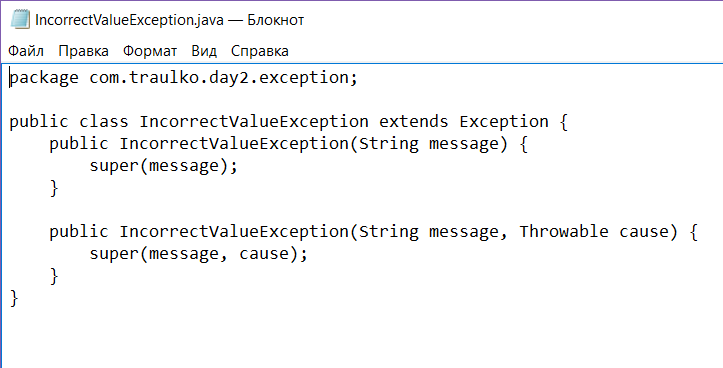 IncorrectValueException.java — Блокнот
Файл Правка Формат Вид Справка
package com.traulko.day2.exception;

public class IncorrectValueException extends Exception {
    public IncorrectValueException(String message) {
        super(message);
    }

    public IncorrectValueException(String message, Throwable cause) {
        super(message, cause);
    }
}